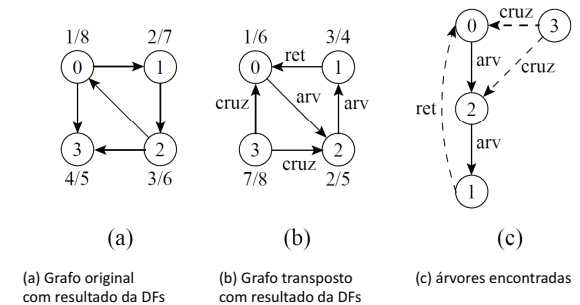 1/8 2/7
0 1
3 2
4/5 3/6
(a)
1/6 3/4
ret
0 1
cruz arv arv
3 2
cruz
7/8 2/5
(b)
cruz
0 3
arv
cruz
ret
2
arv
1
(c)
(a) Grafo original
com resultado da DFs
(b) Grafo transposto
com resultado da DFs
(c) árvores encontradas